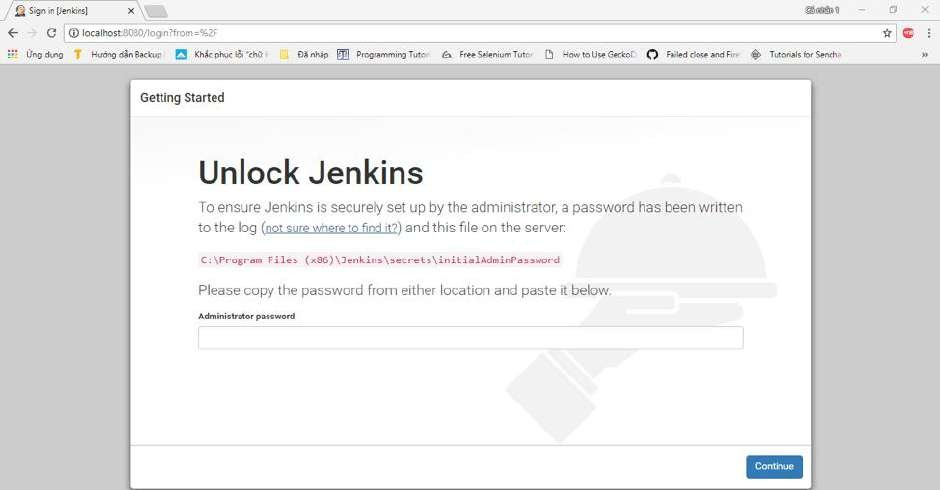 Sign in [Jenkins]
Cá nhân 1
localhost:8080/login?from=%2F
Ứng dụng
Hướng dẫn Backup
Khắc phục lỗi "chữ
Đã nhập
Programming Tutor
Free Selenium Tutor
How to Use GeckoD
Failed close and Fire
Tutorials for Sencha
»
Getting Started
Unlock Jenkins
To ensure Jenkins is securely set up by the administrator, a password has been written
to the log (not sure where to find it?) and this file on the server:
C:\Program Files (x86)\Jenkins\secrets\initialAdminPassword
Please copy the password from either location and paste it below.
Administrator password
Continue